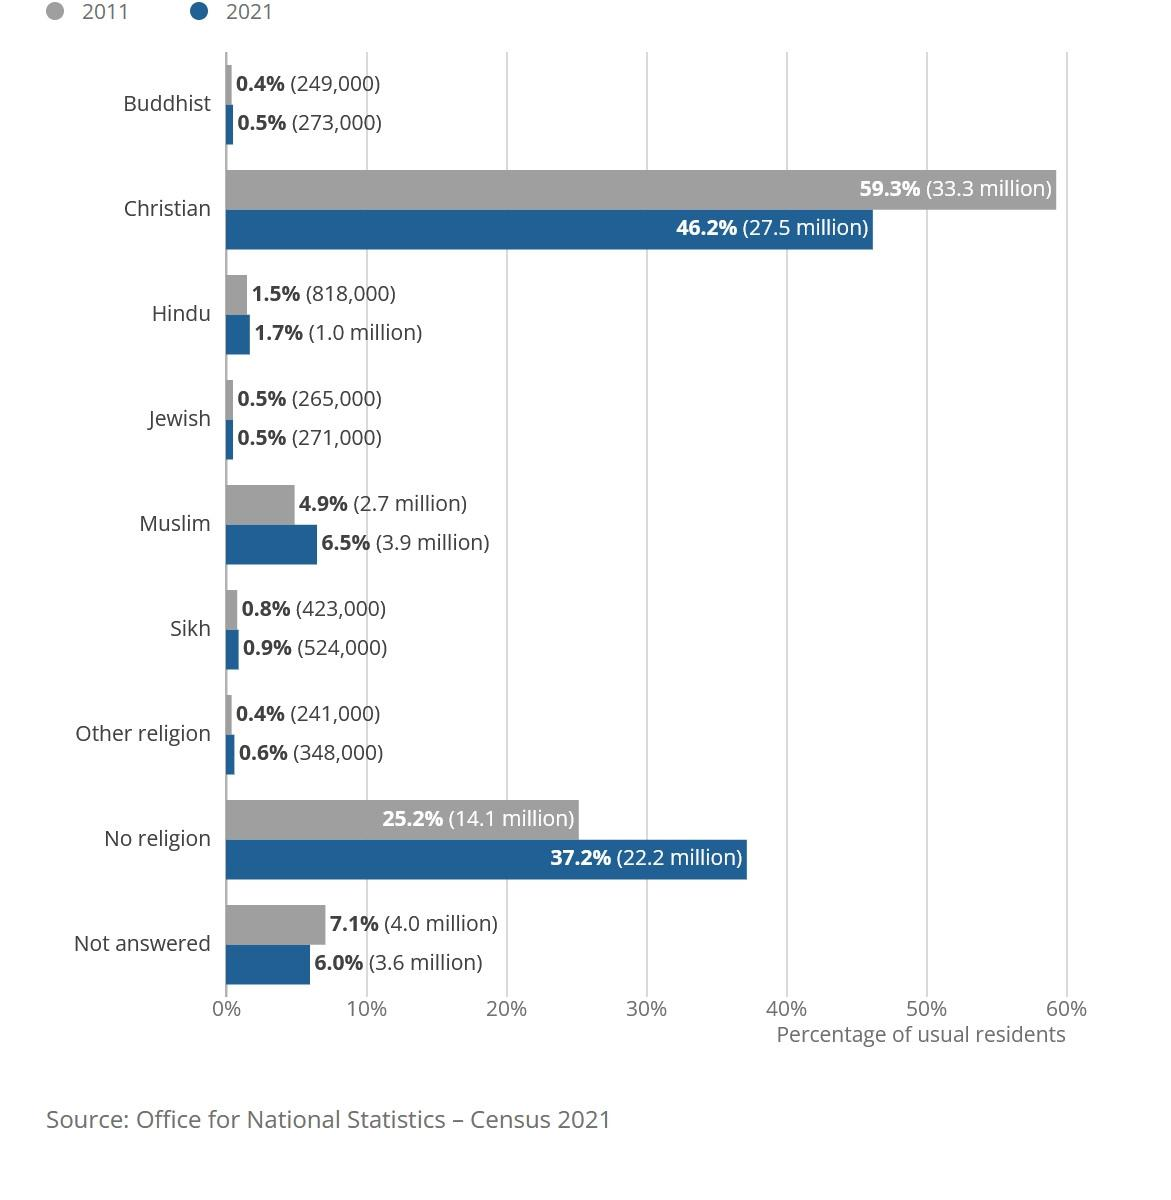 2011 2021
0.4% (249,000)
Buddhist
0.5% (273,000)
59.3% (33.3 million)
Christian
46.2% (27.5 million)
1.5% (818,000)
Hindu
1.7% (1.0 million)
0.5% (265,000)
Jewish
0.5% (271,000)
4.9% (2.7 million)
Muslim
6.5% (3.9 million)
0.8% (423,000)
Sikh
0.9% (524,000)
0.4% (241,000)
Other religion
0.6% (348,000)
25.2% (14.1 million)
No religion
37.2% (22.2 million)
7.1% (4.0 million)
Not answered
6.0% (3.6 million)
0% 10% 20% 30% 40% 50% 60%
Percentage of usual residents
Source: Office for National Statistics – Census 2021